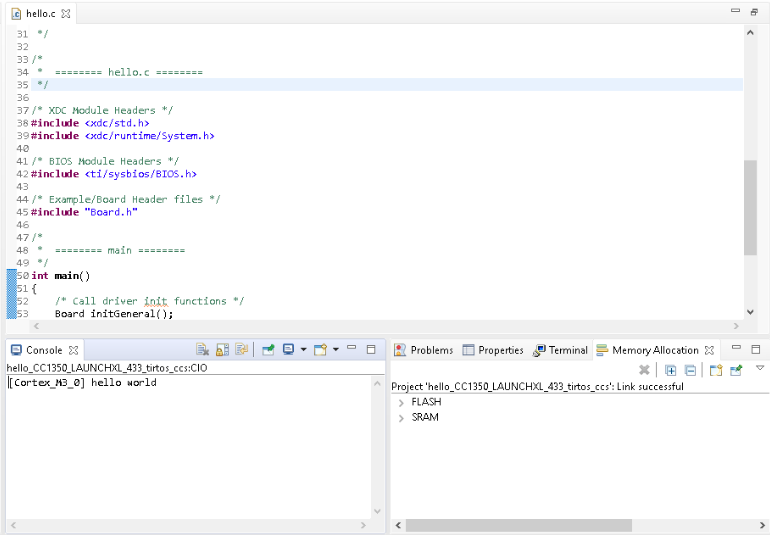 hello.c
31 */
32
33 /*
34 * ======== hello.c ========
35 */
36
37 /* XDC Module Headers */
38 #include <xdc/std.h>
39 #include <xdc/runtime/System.h>
40
41 /* BIOS Module Headers */
42 #include <ti/sysbios/BIOS.h>
43
44 /* Example/Board Header files */
45 #include "Board.h"
46
47 /*
48 * ======== main ========
49 */
50 int main()
51 {
52 /* Call driver init functions */
53 Board initGeneral();
Console
hello_CC1350_LAUNCHXL_433_tirtos_ccs:CIO
[Cortex_M3_0] hello world
Problems Properties Terminal Memory Allocation
Project 'hello_CC1350_LAUNCHXL_433_tirtos_ccs': Link successful
FLASH
SRAM